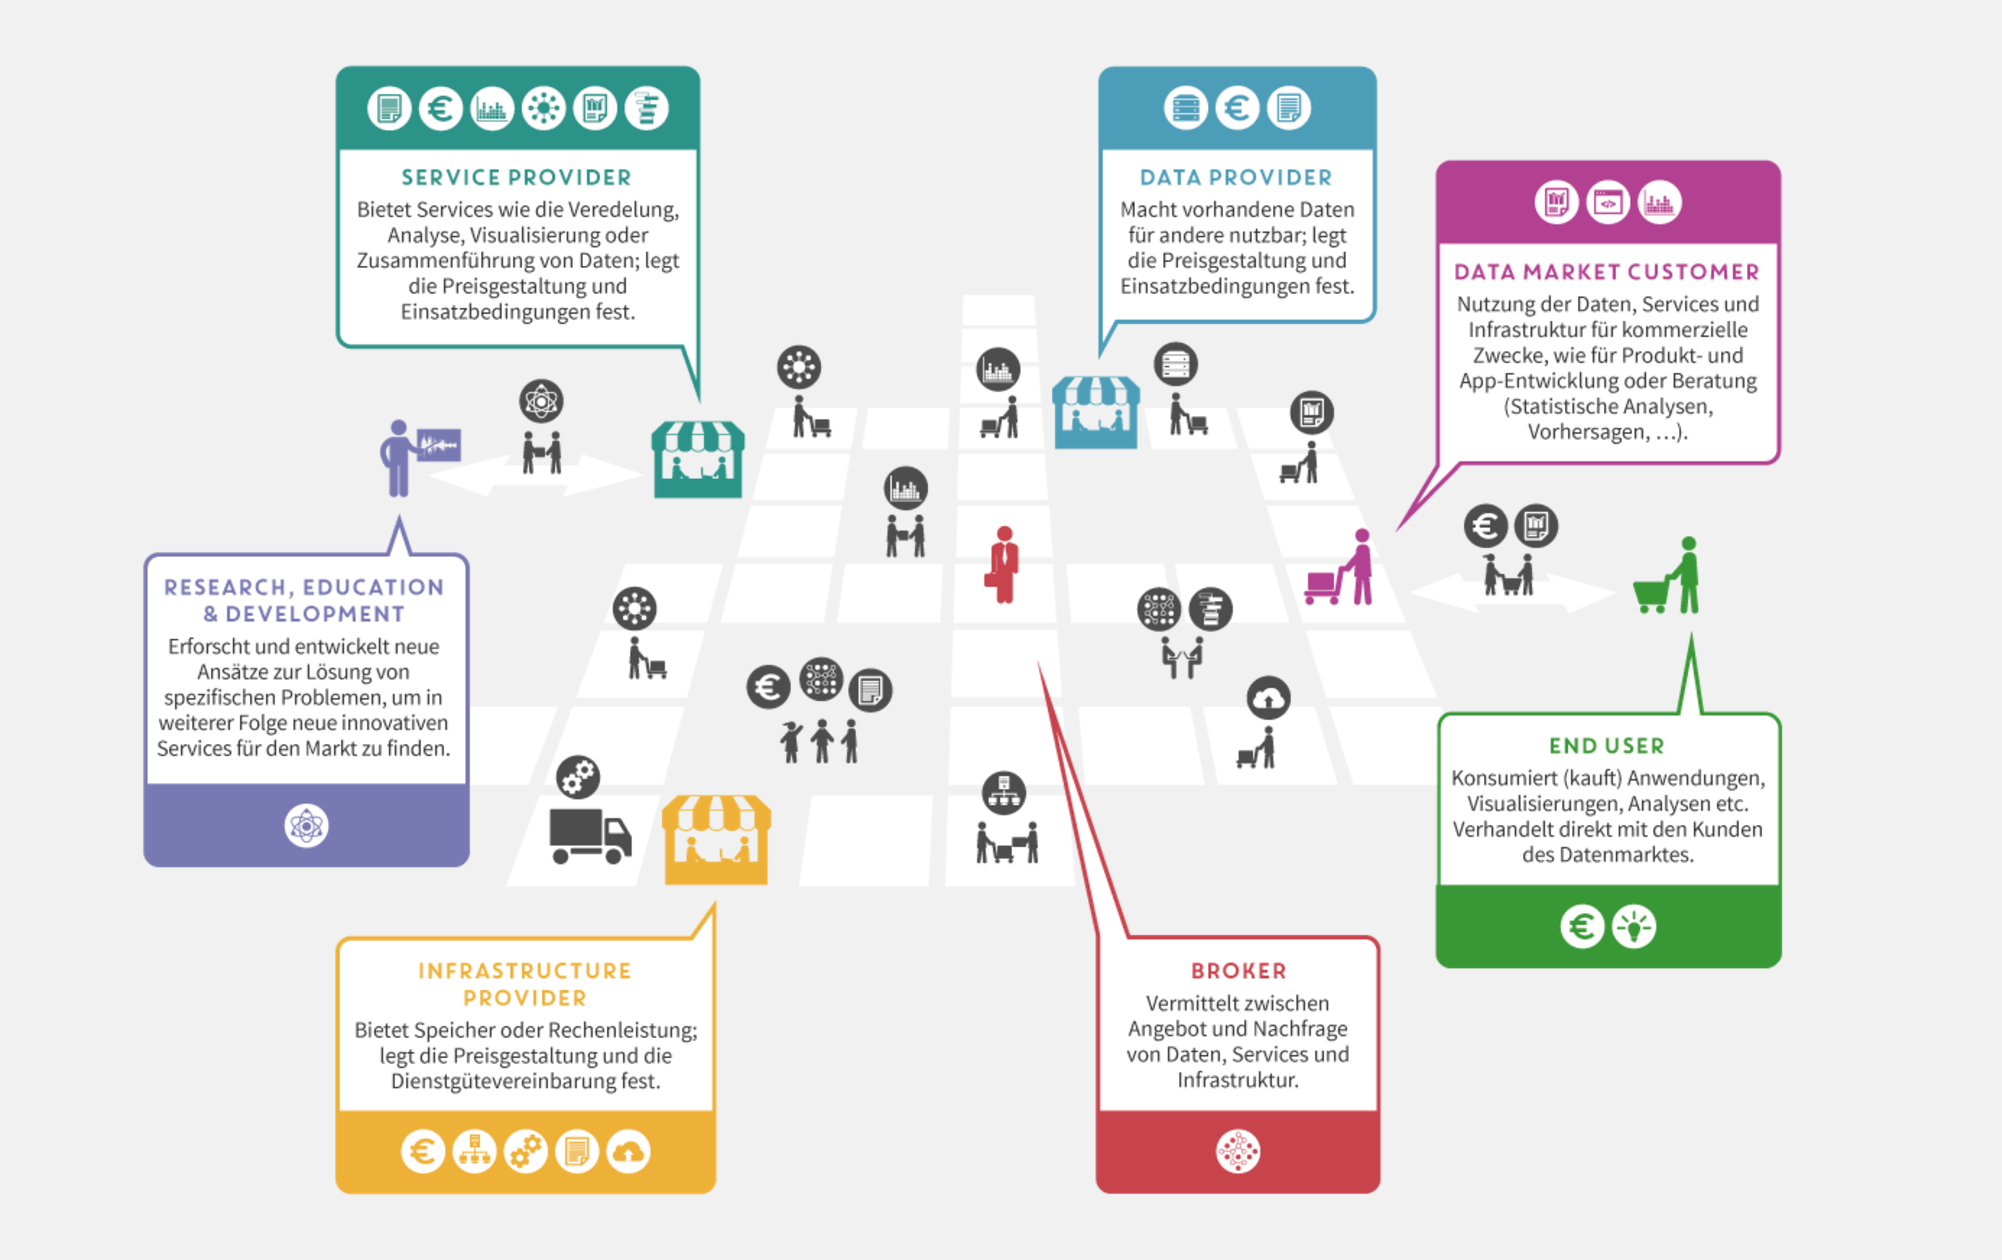 SERVICE PROVIDER
Bietet Services wie die Veredelung,
Analyse, Visualisierung oder
Zusammenführung von Daten; legt
die Preisgestaltung und
Einsatzbedingungen fest.
DATA PROVIDER
Macht vorhandene Daten
für andere nutzbar; legt
die Preisgestaltung und
Einsatzbedingungen fest.
DATA MARKET CUSTOMER
Nutzung der Daten, Services und
Infrastruktur für kommerzielle
Zwecke, wie für Produkt- und
App-Entwicklung oder Beratung
(Statistische Analysen,
Vorhersagen, ...).
RESEARCH, EDUCATION
& DEVELOPMENT
Erforscht und entwickelt neue
Ansätze zur Lösung von
spezifischen Problemen, um in
weiterer Folge neue innovativen
Services für den Markt zu finden.
END USER
Konsumiert (kauft) Anwendungen,
Visualisierungen, Analysen etc.
Verhandelt direkt mit den Kunden
des Datenmarktes.
INFRASTRUCTURE
PROVIDER
Bietet Speicher oder Rechenleistung;
legt die Preisgestaltung und die
Dienstgütevereinbarung fest.
BROKER
Vermittelt zwischen
Angebot und Nachfrage
von Daten, Services und
Infrastruktur.